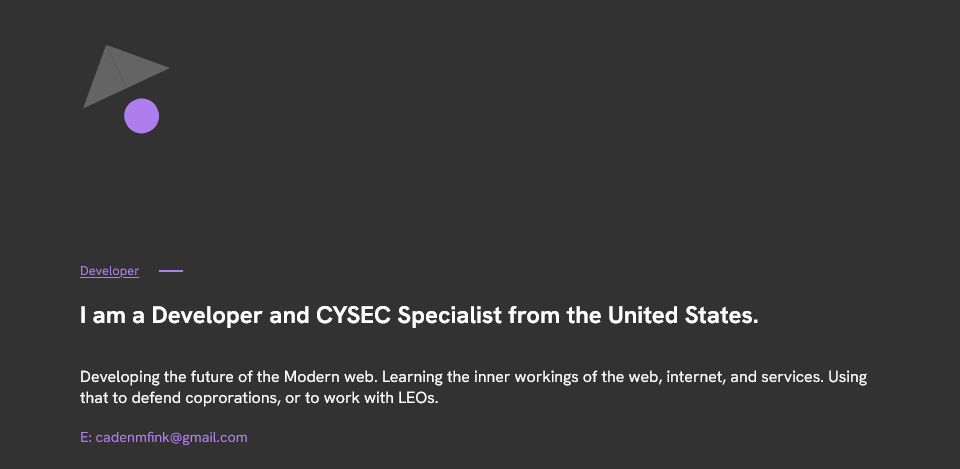 Developer
I am a Developer and CYSEC Specialist from the United States.
Developing the future of the Modern web. Learning the inner workings of the web, internet, and services. Using
that to defend coprorations, or to work with LEOs.
E: cadenmfink@gmail.com